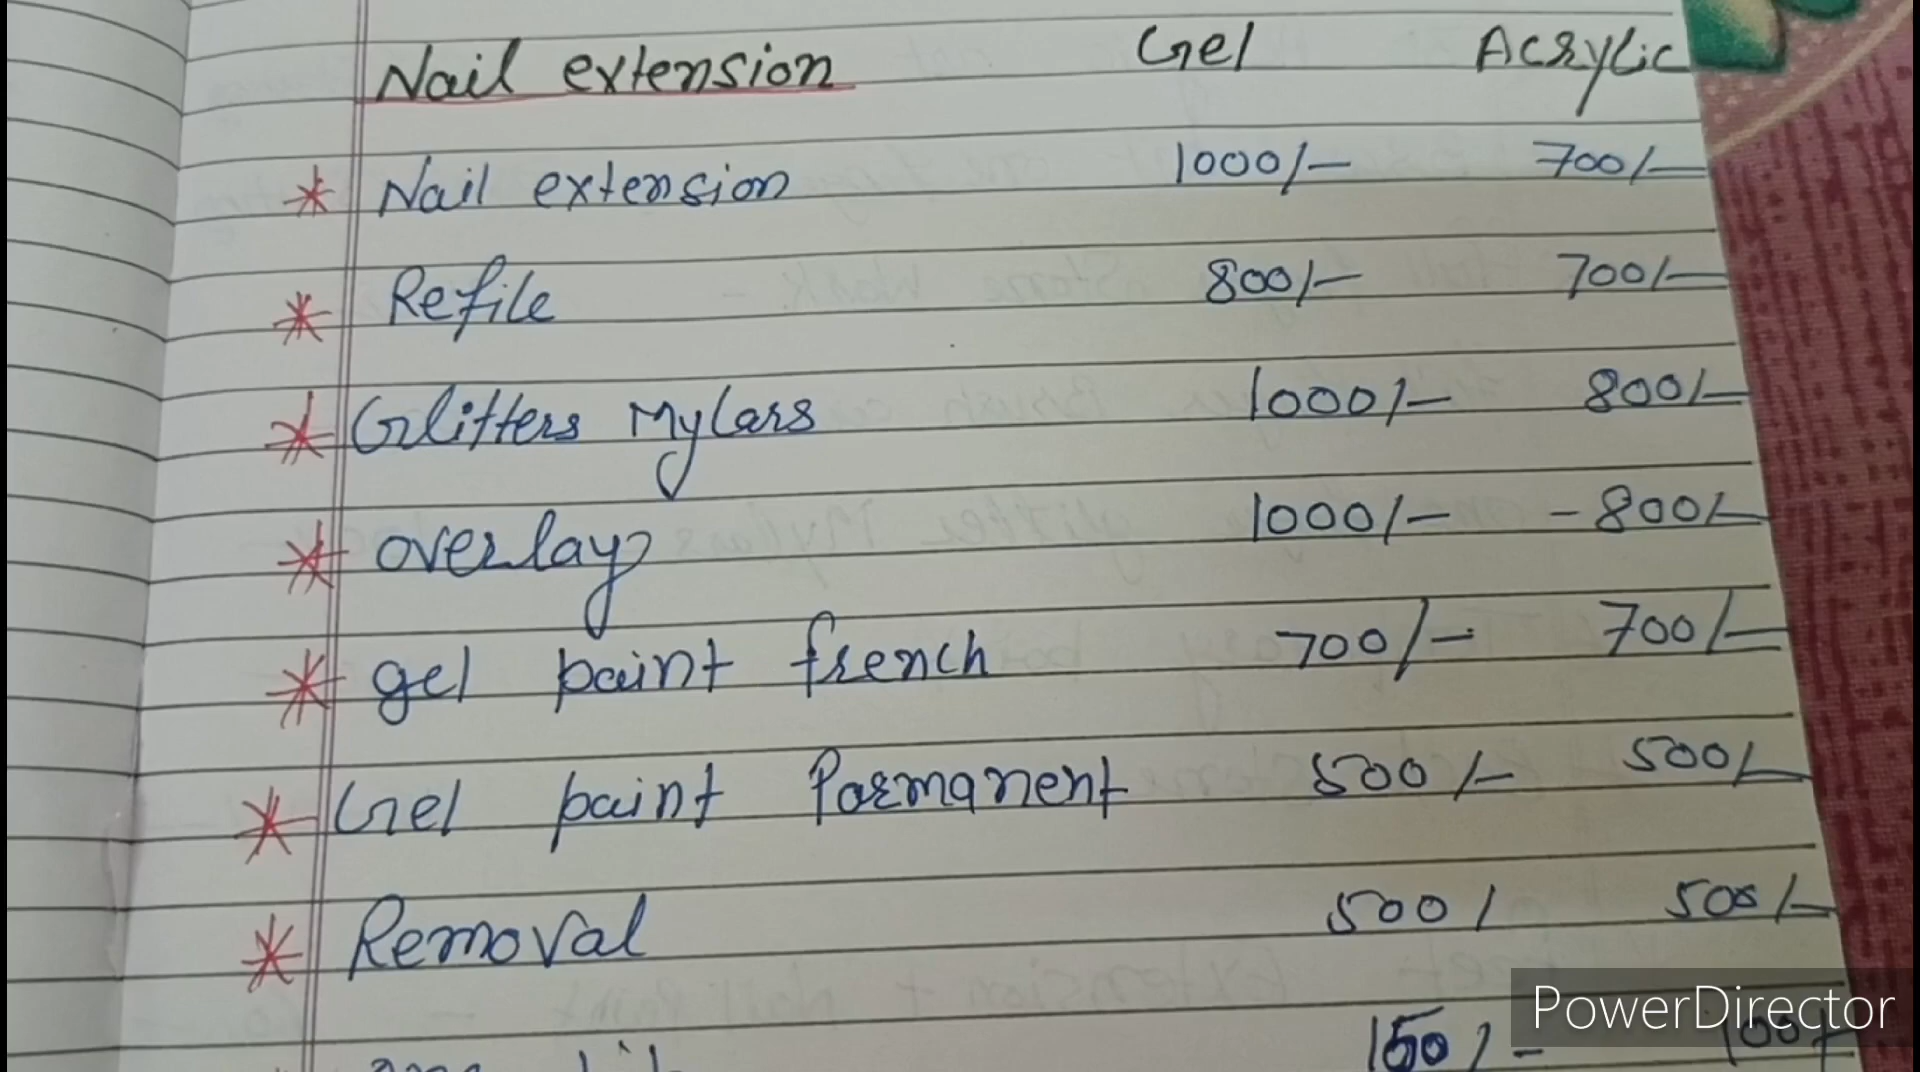 Nail extension Gel Acrylic
* Nail extension 1000/- 700/-
* Refile 800/- 700/-
* Glitters Mylars 1000/- 800/-
* overlay 1000/- - 800/-
* gel paint french 700/- 700/-
* Gel paint Parmanent 500/- 500/-
* Removal 500/ 500/-
150/- 100/-
PowerDirector